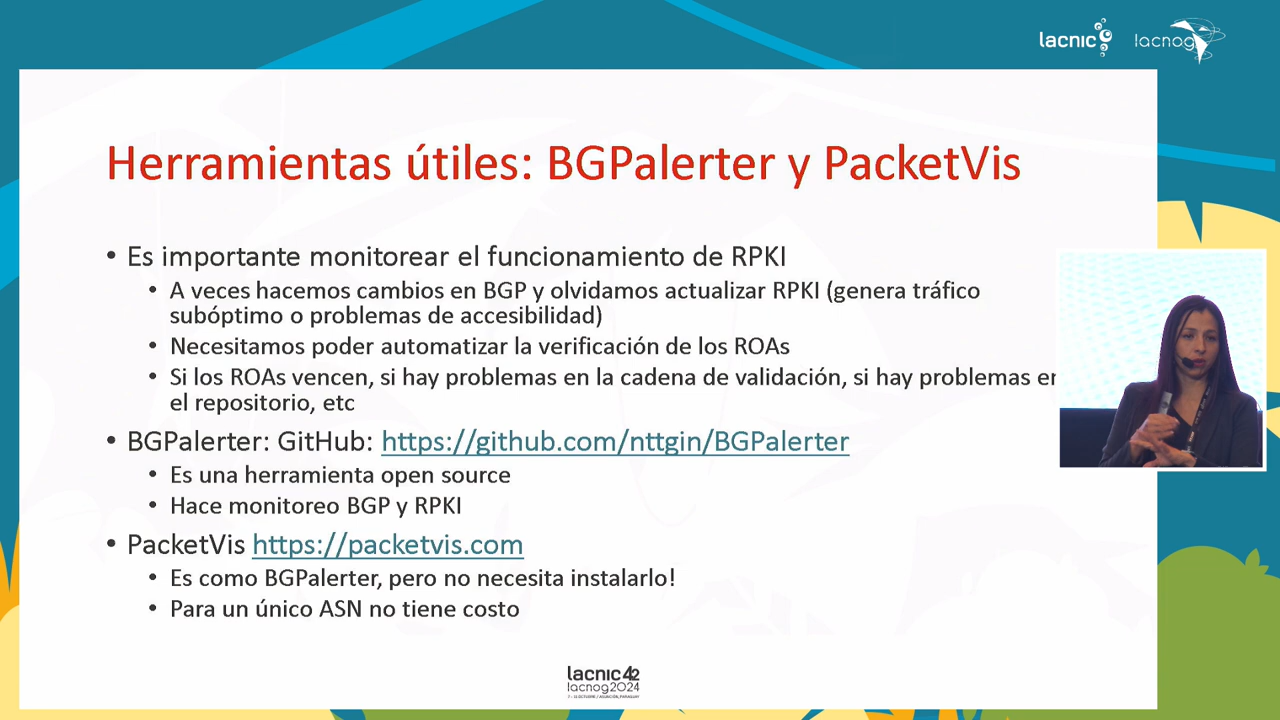 lacnic
lacnog
Herramientas útiles: BGPalerter y PacketVis
• Es importante monitorear el funcionamiento de RPKI
• A veces hacemos cambios en BGP y olvidamos actualizar RPKI (genera tráfico
subóptimo o problemas de accesibilidad)
• Necesitamos poder automatizar la verificación de los ROAs
• Si los ROAs vencen, si hay problemas en la cadena de validación, si hay problemas en
el repositorio, etc
• BGPalerter: GitHub: https://github.com/nttgin/BGPalerter
• Es una herramienta open source
• Hace monitoreo BGP y RPKI
• PacketVis https://packetvis.com
• Es como BGPalerter, pero no necesita instalarlo!
• Para un único ASN no tiene costo
lacnic 42
lacnog2024